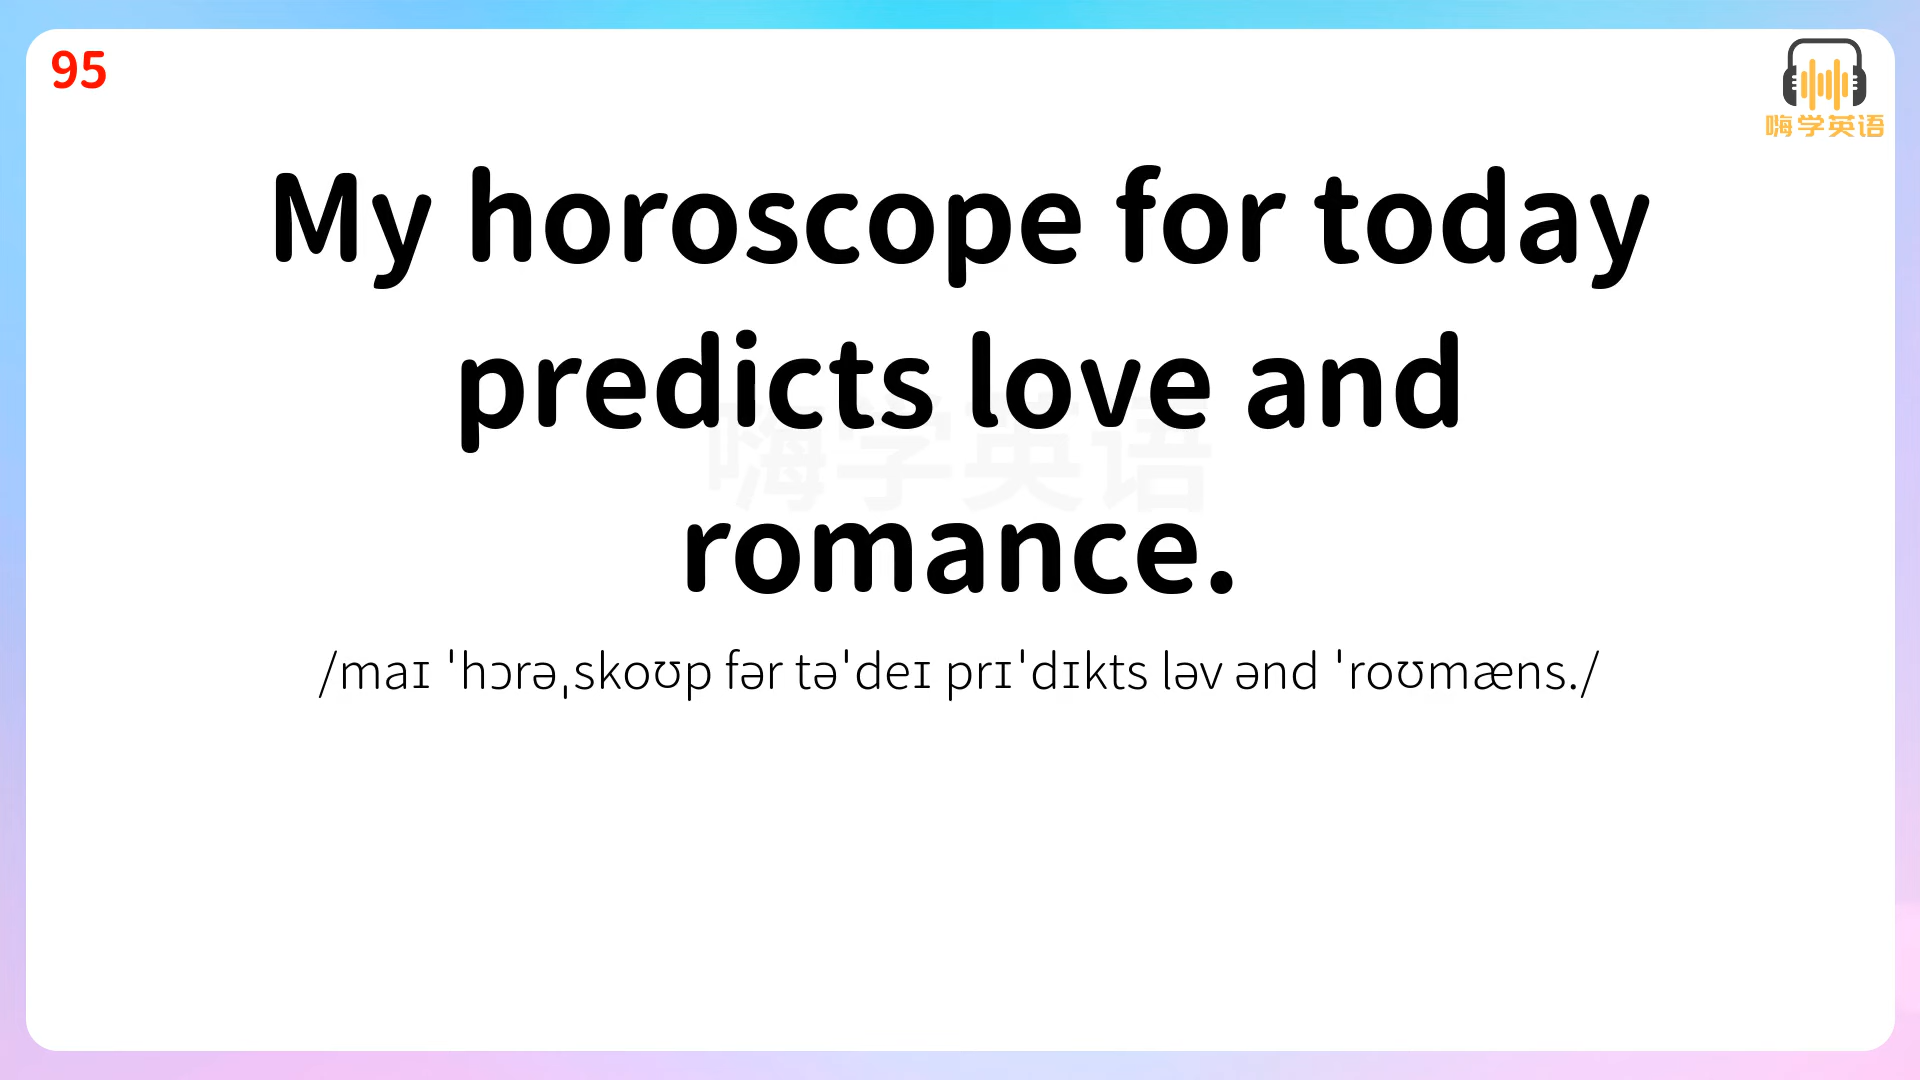 95
嗨学英语
My horoscope for today
predicts love and
嗨学英语
romance.
/maɪ ˈhɔrəˌskoʊp fər təˈdeɪ prɪˈdɪkts ləv ənd ˈroʊmæns./